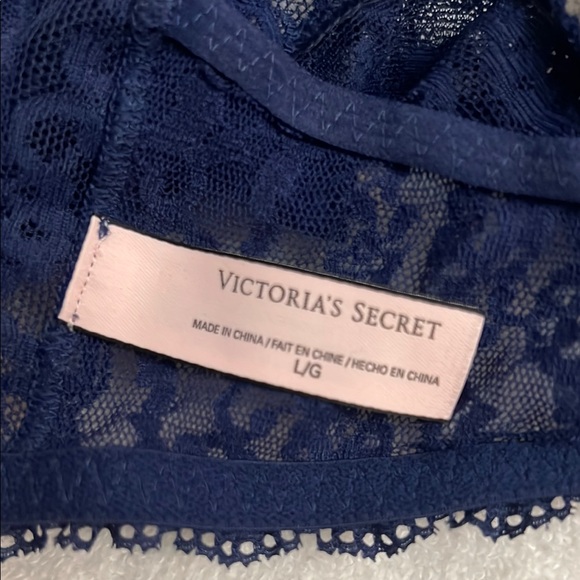 VICTORIA'S SECRET
MADE IN CHINA / FAIT EN CHINE / HECHO EN CHINA
L/G